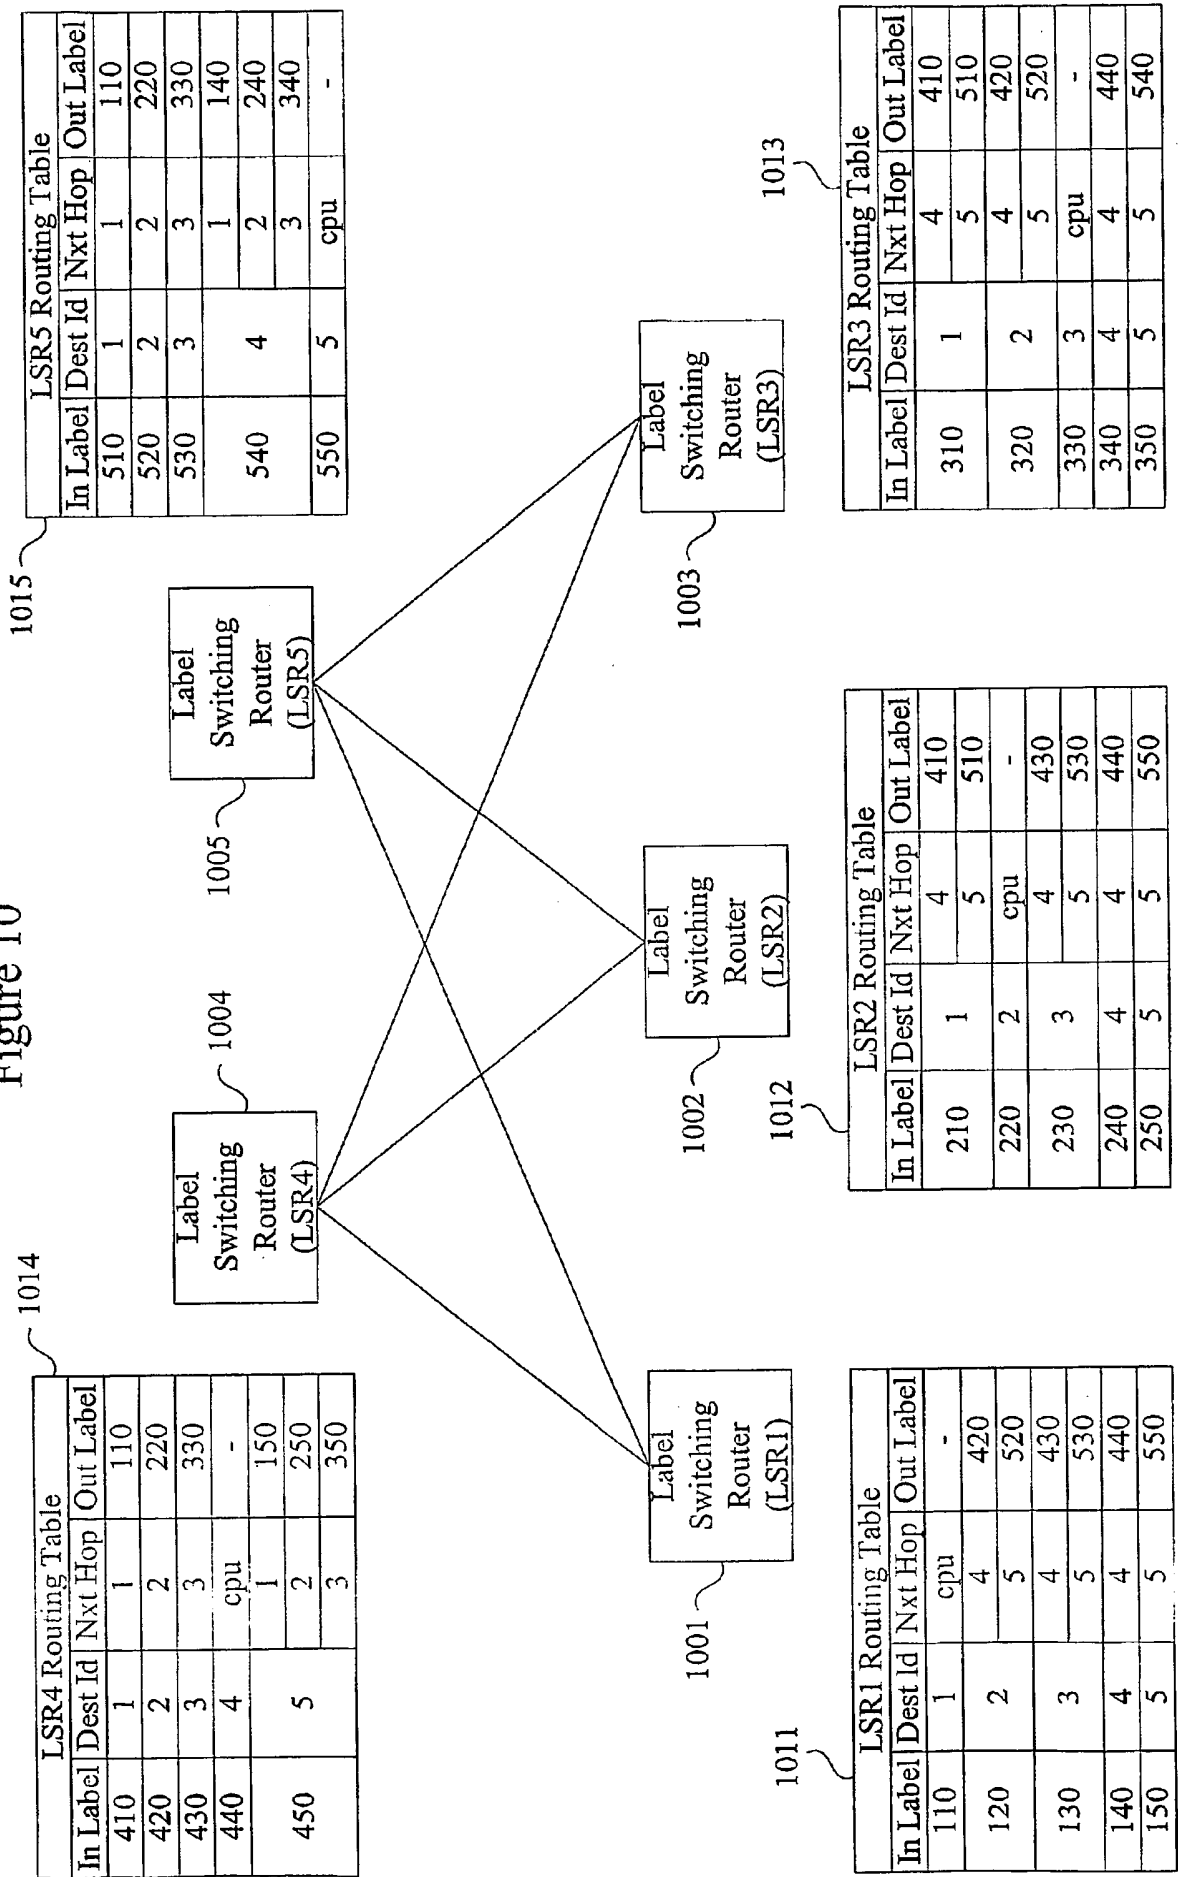 Figure 10
1014
LSR4 Routing Table
In Label Dest Id Nxt Hop Out Label
410 1 1 110
420 2 2 220
430 3 3 330
440 4 cpu -
450 5 1 150
2 250
3 350
1015
LSR5 Routing Table
In Label Dest Id Nxt Hop Out Label
510 1 1 110
520 2 2 220
530 3 3 330
540 4 1 140
2 240
3 340
550 5 cpu -
1004
Label
Switching
Router
(LSR4)
1005
Label
Switching
Router
(LSR5)
1001
Label
Switching
Router
(LSR1)
1002
Label
Switching
Router
(LSR2)
1003
Label
Switching
Router
(LSR3)
1011
LSR1 Routing Table
In Label Dest Id Nxt Hop Out Label
110 1 cpu -
120 2 4 420
5 520
130 3 4 430
5 530
140 4 4 440
150 5 5 550
1012
LSR2 Routing Table
In Label Dest Id Nxt Hop Out Label
210 1 4 410
5 510
220 2 cpu -
230 3 4 430
5 530
240 4 4 440
250 5 5 550
1013
LSR3 Routing Table
In Label Dest Id Nxt Hop Out Label
310 1 4 410
5 510
320 2 4 420
5 520
330 3 cpu -
340 4 4 440
350 5 5 540